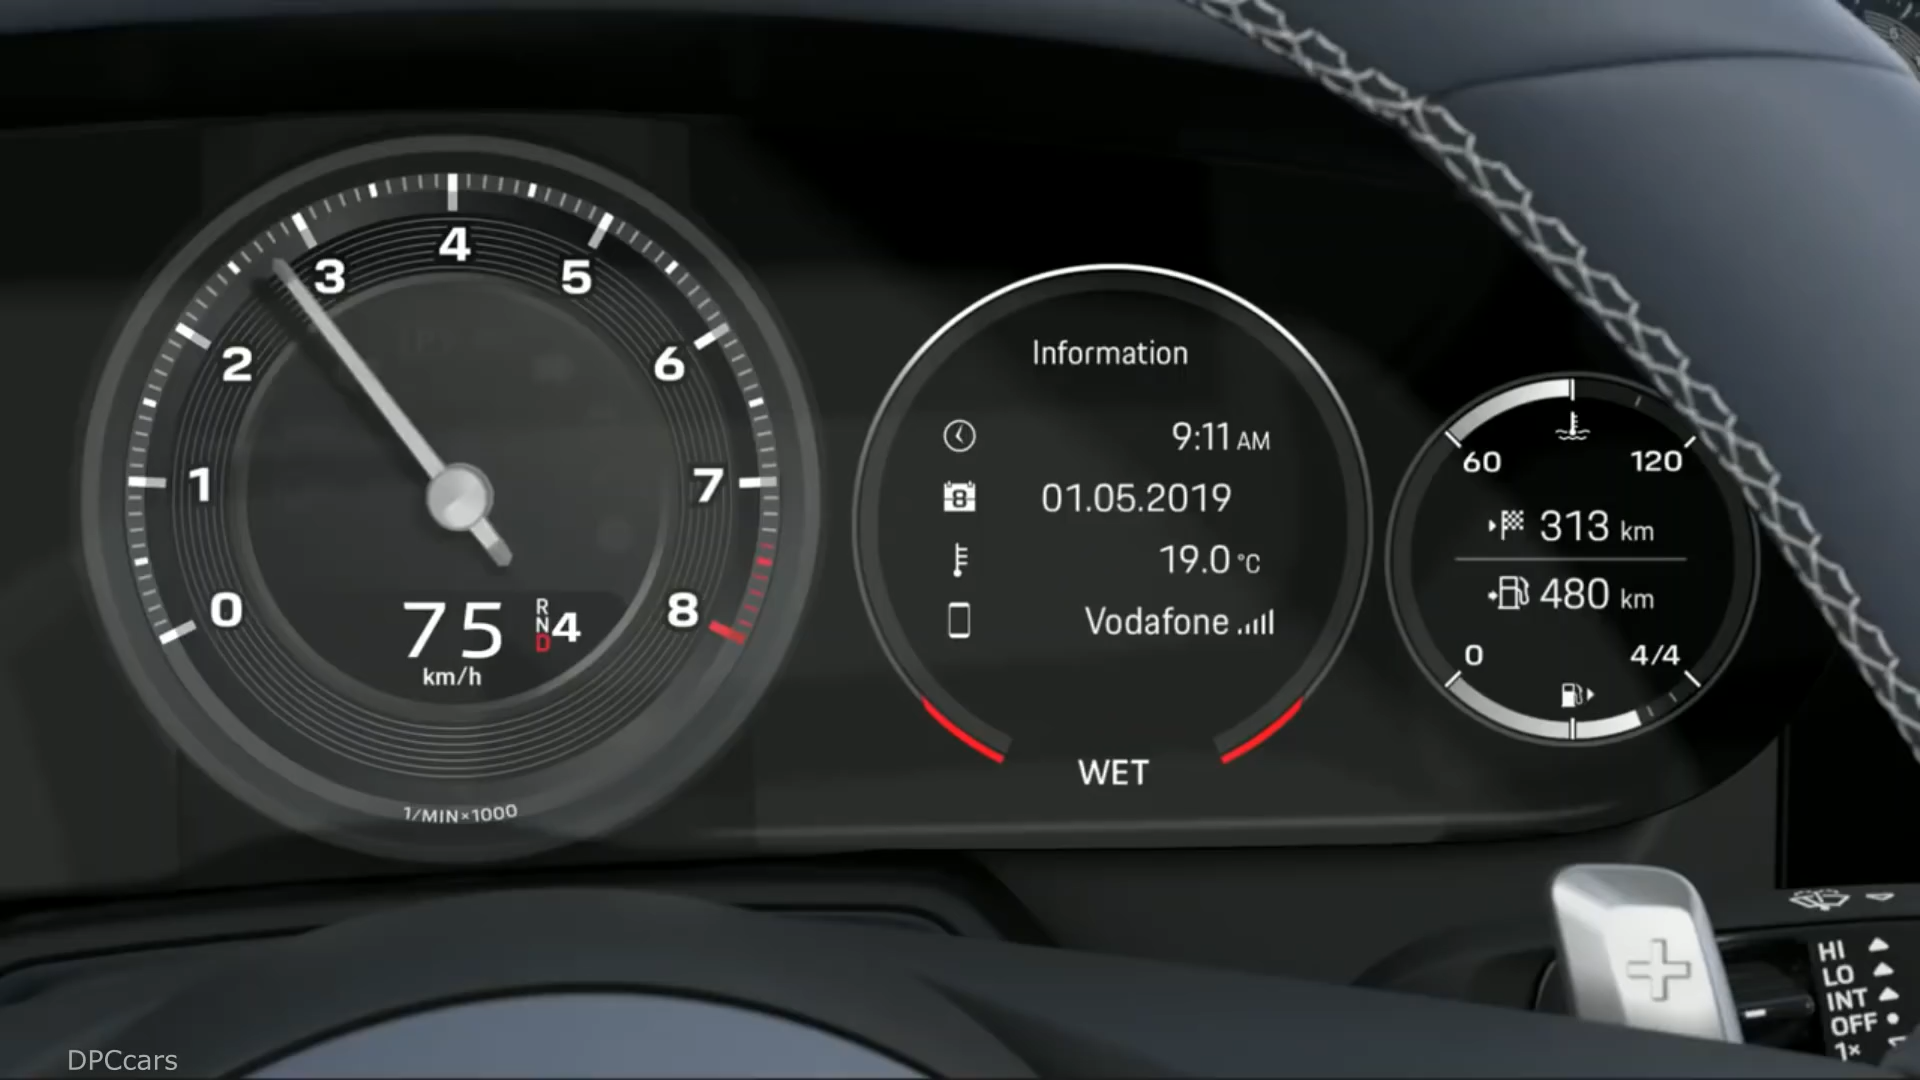 0
1
2
3
4
5
6
7
8
75
km/h
R
N
D
4
1/MIN×1000
Information
9:11 AM
8
01.05.2019
19.0 °C
Vodafone
WET
60
120
313 km
480 km
0
4/4
HI
LO
INT
OFF
1×
DPCcars